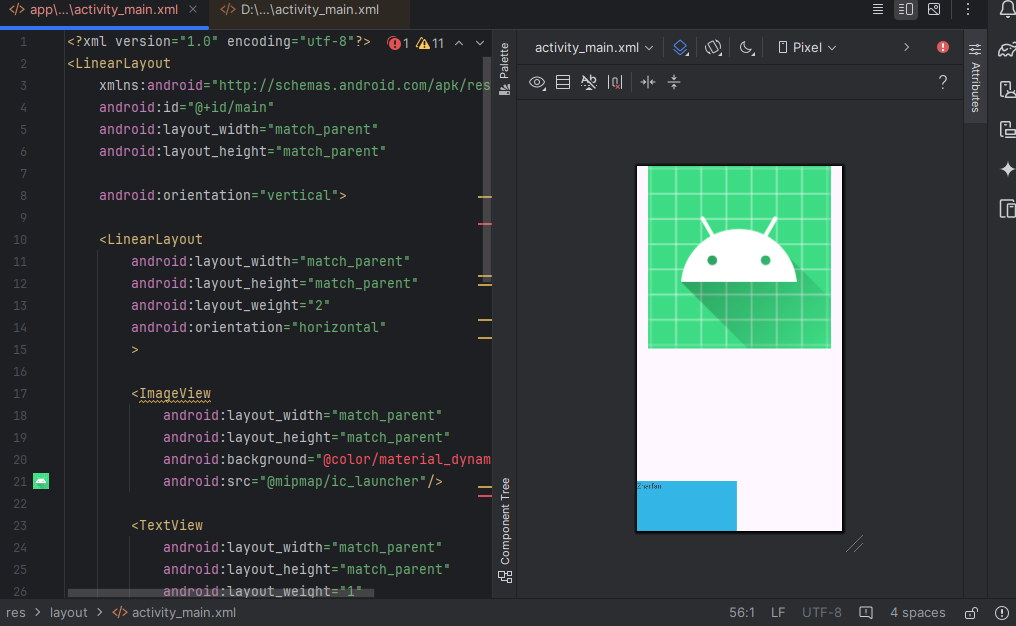 </> app\...\activity_main.xml ×
</> D:\...\activity_main.xml
1 <?xml version="1.0" encoding="utf-8"?>
1 11
2 <LinearLayout
3 xmlns:android="http://schemas.android.com/apk/res
4 android:id="@+id/main"
5 android:layout_width="match_parent"
6 android:layout_height="match_parent"
7
8 android:orientation="vertical">
9
10 <LinearLayout
11 android:layout_width="match_parent"
12 android:layout_height="match_parent"
13 android:layout_weight="2"
14 android:orientation="horizontal"
15 >
16
17 <ImageView
18 android:layout_width="match_parent"
19 android:layout_height="match_parent"
20 android:background="@color/material_dynam
21 android:src="@mipmap/ic_launcher"/>
22
23 <TextView
24 android:layout_width="match_parent"
25 android:layout_height="match_parent"
26 android:layout_weight="1"
Palette
Component Tree
activity_main.xml
Pixel
?
Attributes
res > layout > </> activity_main.xml
56:1 LF UTF-8 4 spaces